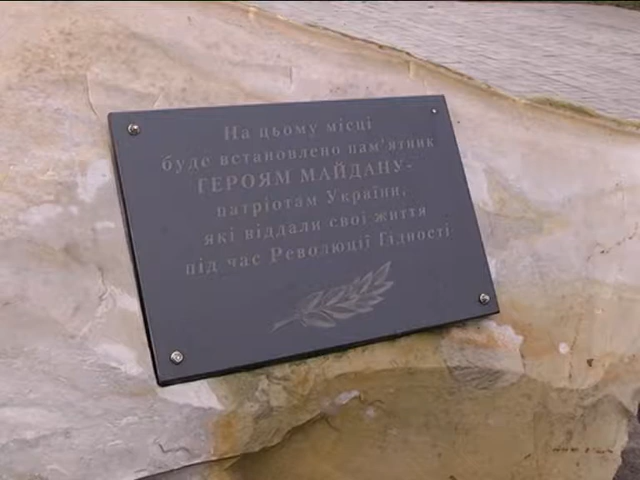 На цьому місці
буде встановлено пам'ятник
ГЕРОЯМ МАЙДАНУ-
патріотам України,
які віддали свої життя
під час Революції Гідності